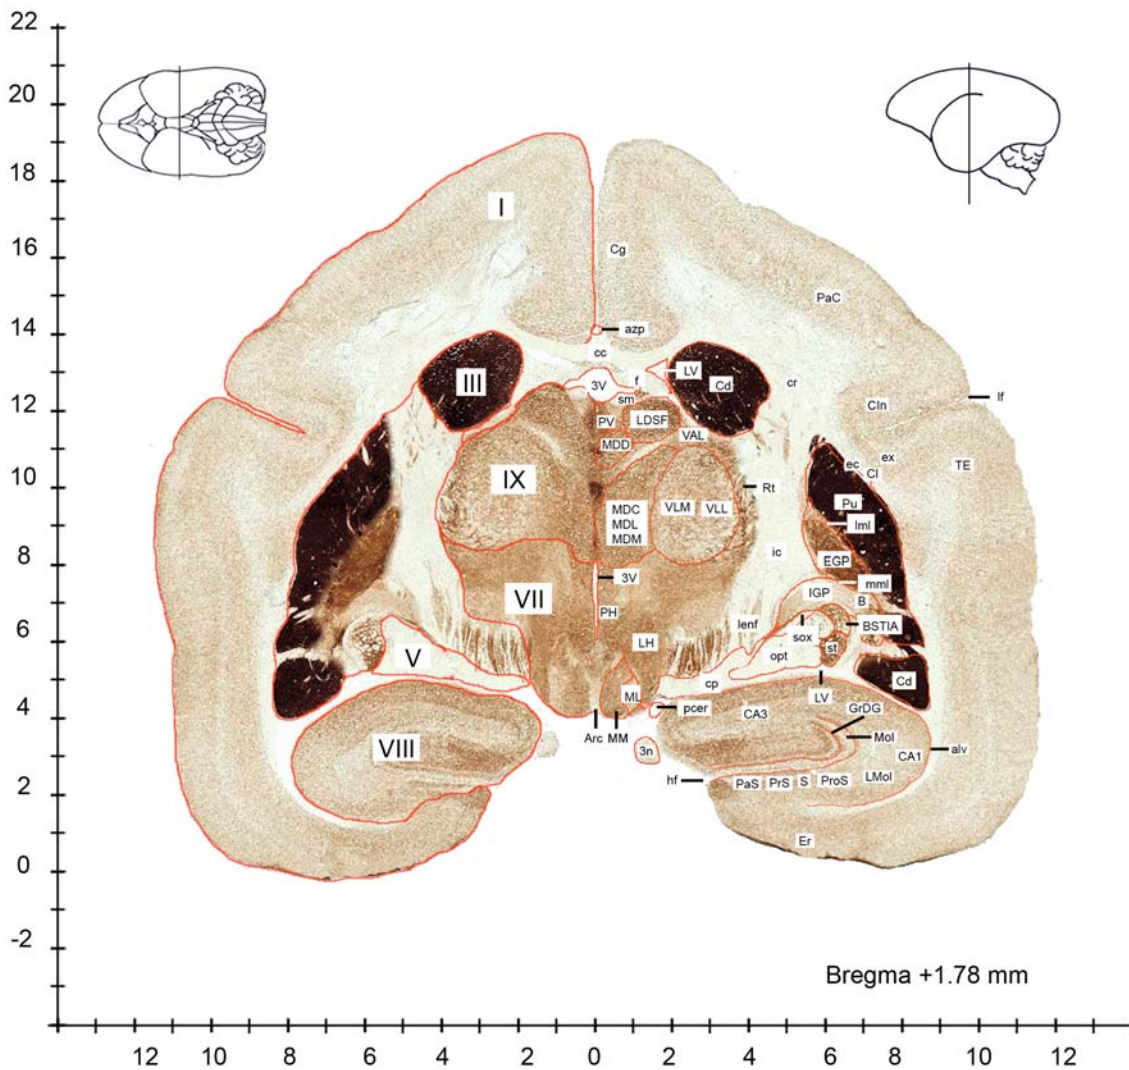 22
20
18
16
14
12
10
8
6
4
2
0
-2
I
Cg
PaC
azp
cc
III
LV
Cd
cr
3V
f
sm
lf
PV
LDSF
CIn
MDD
VAL
ex
ec
Cl
TE
IX
Rt
Pu
MDC
MDL
MDM
VLM
VLL
lml
ic
EGP
3V
mml
VII
IGP
B
PH
lenf
BSTIA
sox
LH
st
V
opt
cp
Cd
ML
LV
pcer
CA3
GrDG
Arc
MM
Mol
VIII
3n
CA1
alv
hf
PaS
PrS
S
ProS
LMol
Er
Bregma +1.78 mm
12 10 8 6 4 2 0 2 4 6 8 10 12